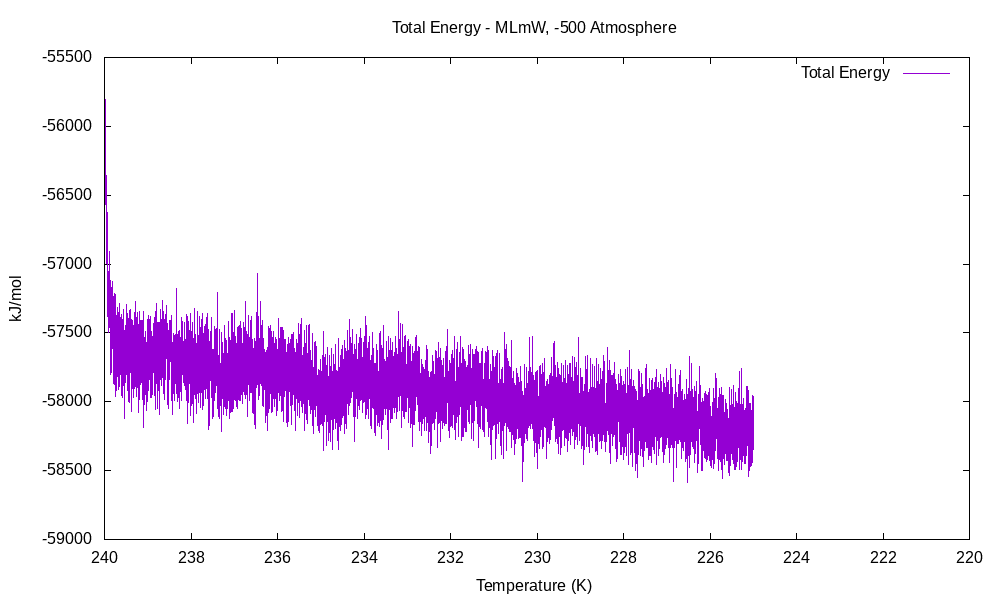 Total Energy - MLmW, -500 Atmosphere
Total Energy
kJ/mol
-55500
-56000
-56500
-57000
-57500
-58000
-58500
-59000
240 238 236 234 232 230 228 226 224 222 220
Temperature (K)